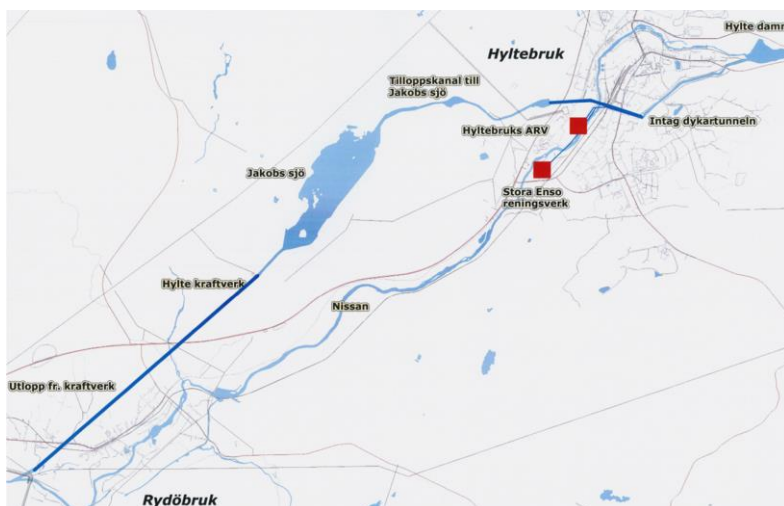 Hylte damm
Hyltebruk
Tilloppskanal till
Jakobs sjö
Intag dykartunneln
Hyltebruks ARV
Jakobs sjö
Stora Enso
reningsverk
Hylte kraftverk
Nissan
Utlopp fr. kraftverk
Rydöbruk